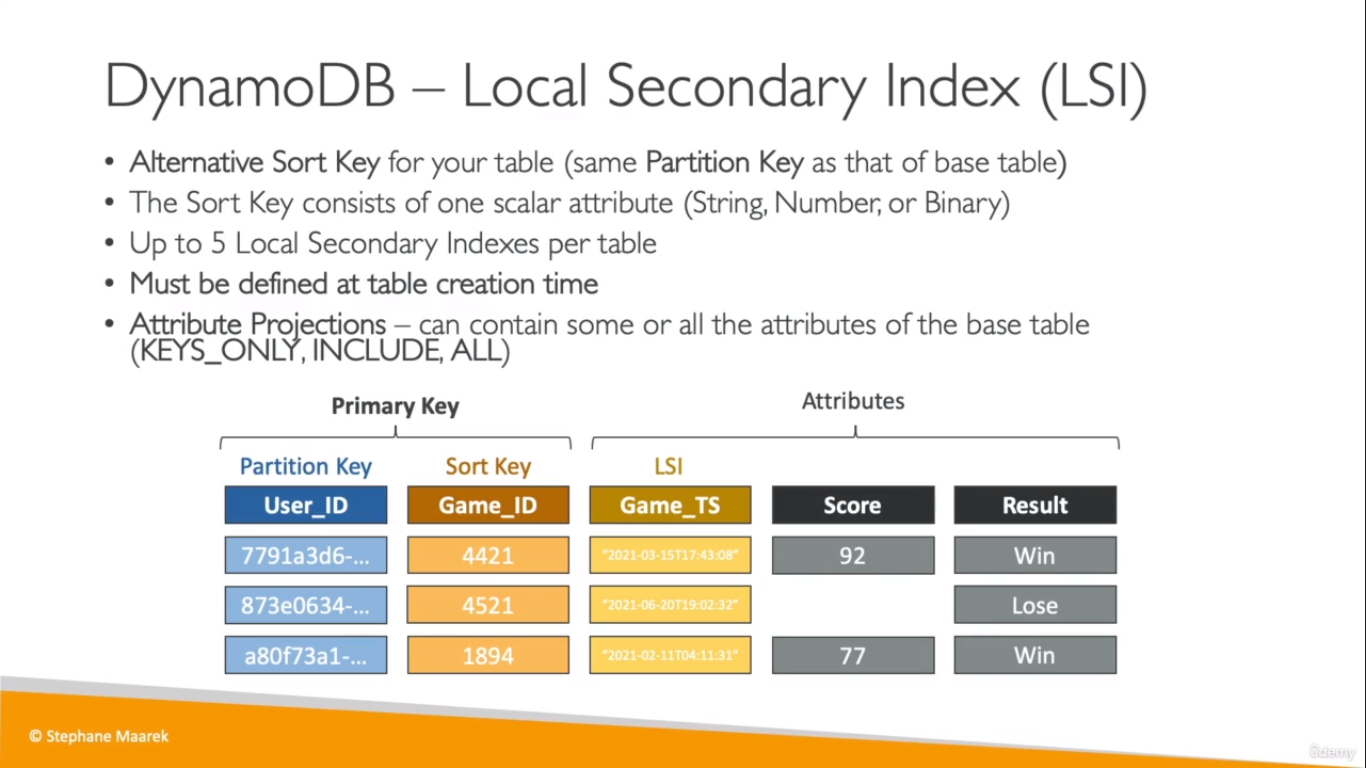 DynamoDB – Local Secondary Index (LSI)
• Alternative Sort Key for your table (same Partition Key as that of base table)
• The Sort Key consists of one scalar attribute (String, Number, or Binary)
• Up to 5 Local Secondary Indexes per table
• Must be defined at table creation time
• Attribute Projections – can contain some or all the attributes of the base table
(KEYS_ONLY, INCLUDE, ALL)
Primary Key Attributes
Partition Key Sort Key LSI
User_ID Game_ID Game_TS Score Result
7791a3d6-... 4421 "2021-03-15T17:43:08" 92 Win
873e0634-... 4521 "2021-06-20T19:02:32" Lose
a80f73a1-... 1894 "2021-02-11T04:11:31" 77 Win
© Stephane Maarek
ûdemy